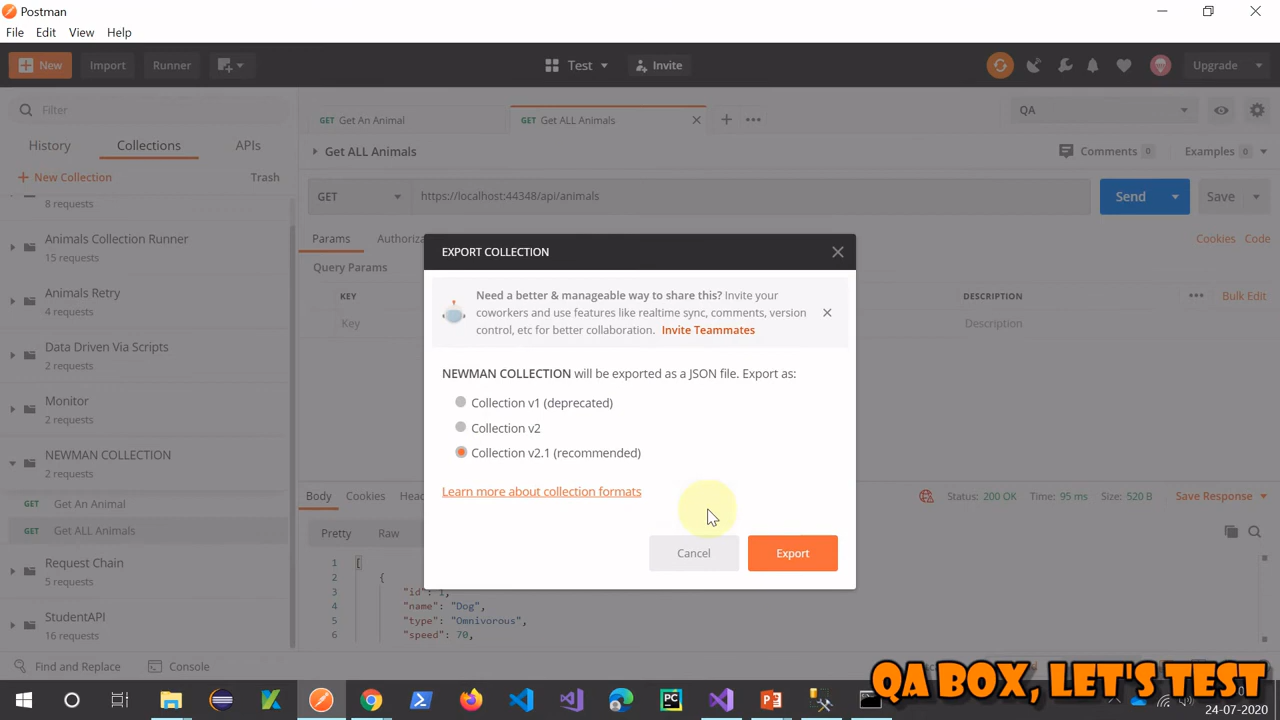 Postman
File Edit View Help
New Import Runner Test Invite Upgrade
Filter
History Collections APIs
New Collection Trash
8 requests
Animals Collection Runner
15 requests
Animals Retry
4 requests
Data Driven Via Scripts
2 requests
Monitor
2 requests
NEWMAN COLLECTION
2 requests
GET Get An Animal
GET Get ALL Animals
Request Chain
5 requests
StudentAPI
16 requests
Find and Replace Console
GET Get An Animal GET Get ALL Animals QA
Get ALL Animals Comments 0 Examples 0
GET https://localhost:44348/api/animals Send Save
Params Cookies Code
Query Params
KEY DESCRIPTION Bulk Edit
Key Description
EXPORT COLLECTION
Need a better & manageable way to share this? Invite your
coworkers and use features like realtime sync, comments, version
control, etc for better collaboration. Invite Teammates
NEWMAN COLLECTION will be exported as a JSON file. Export as:
Collection v1 (deprecated)
Collection v2
Collection v2.1 (recommended)
Learn more about collection formats
Cancel Export
Body Cookies Status: 200 OK Time: 95 ms Size: 520 B Save Response
Pretty Raw
1 [
2 {
3 "id": 1,
4 "name": "Dog",
5 "type": "Omnivorous",
6 "speed": 70,
QA BOX, LET'S TEST
24-07-2020